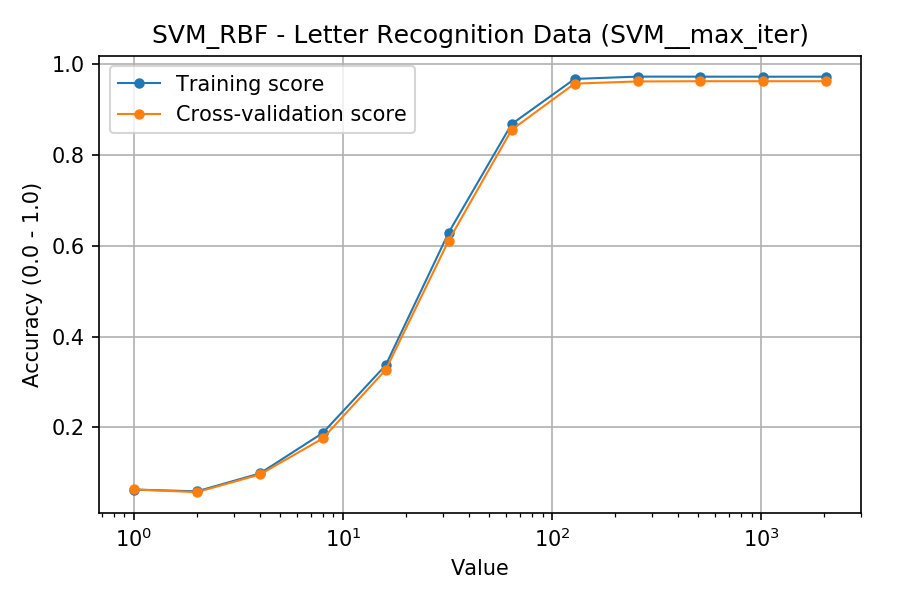 SVM_RBF - Letter Recognition Data (SVM__max_iter)
Training score
Cross-validation score
Accuracy (0.0 - 1.0)
1.0
0.8
0.6
0.4
0.2
10⁰ 10¹ 10² 10³
Value